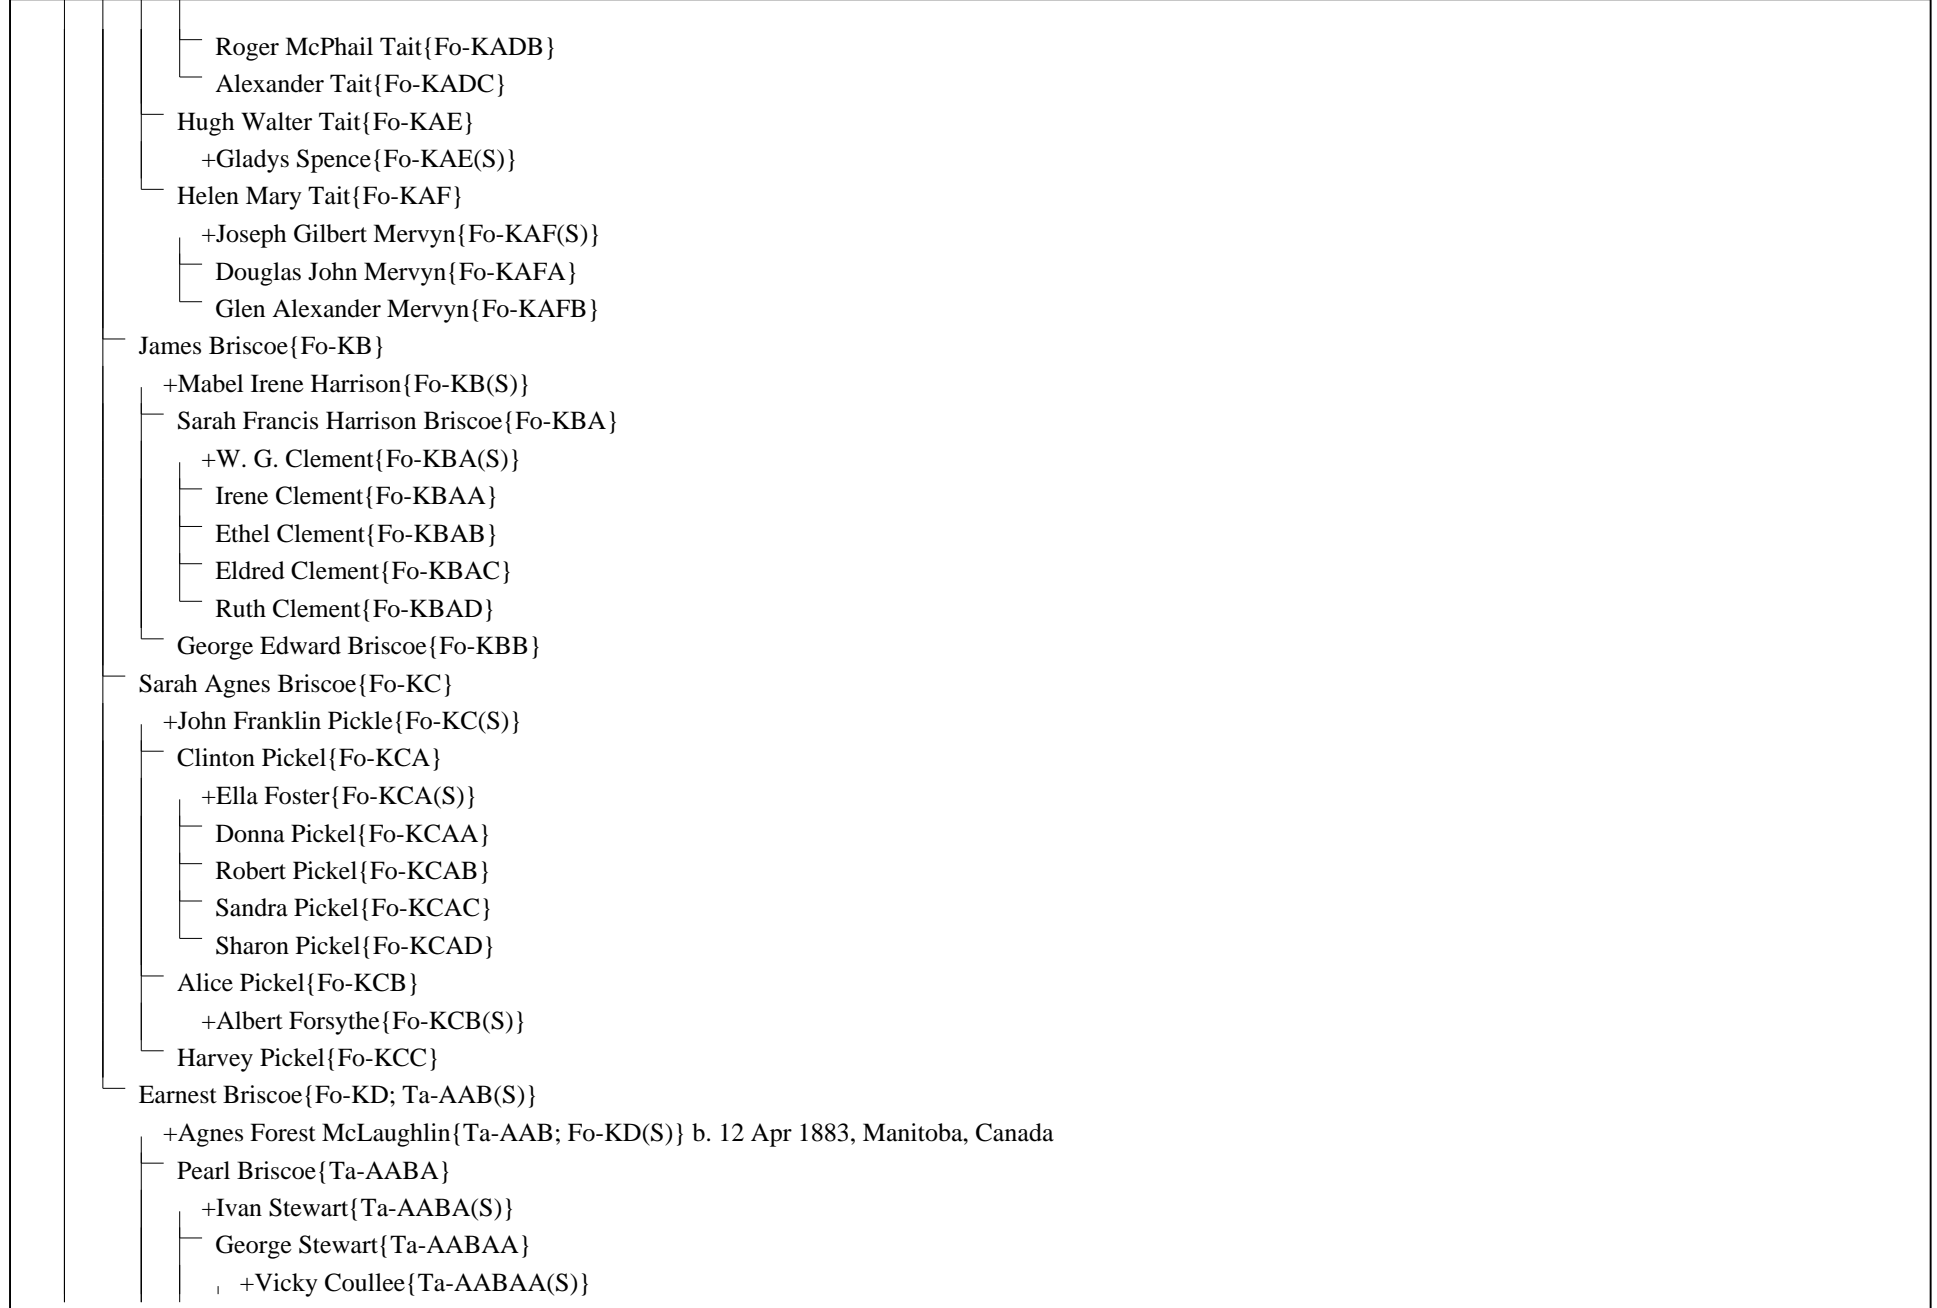 Roger McPhail Tait{Fo-KADB}
Alexander Tait{Fo-KADC}
Hugh Walter Tait{Fo-KAE}
+Gladys Spence{Fo-KAE(S)}
Helen Mary Tait{Fo-KAF}
+Joseph Gilbert Mervyn{Fo-KAF(S)}
Douglas John Mervyn{Fo-KAFA}
Glen Alexander Mervyn{Fo-KAFB}
James Briscoe{Fo-KB}
+Mabel Irene Harrison{Fo-KB(S)}
Sarah Francis Harrison Briscoe{Fo-KBA}
+W. G. Clement{Fo-KBA(S)}
Irene Clement{Fo-KBAA}
Ethel Clement{Fo-KBAB}
Eldred Clement{Fo-KBAC}
Ruth Clement{Fo-KBAD}
George Edward Briscoe{Fo-KBB}
Sarah Agnes Briscoe{Fo-KC}
+John Franklin Pickle{Fo-KC(S)}
Clinton Pickel{Fo-KCA}
+Ella Foster{Fo-KCA(S)}
Donna Pickel{Fo-KCAA}
Robert Pickel{Fo-KCAB}
Sandra Pickel{Fo-KCAC}
Sharon Pickel{Fo-KCAD}
Alice Pickel{Fo-KCB}
+Albert Forsythe{Fo-KCB(S)}
Harvey Pickel{Fo-KCC}
Earnest Briscoe{Fo-KD; Ta-AAB(S)}
+Agnes Forest McLaughlin{Ta-AAB; Fo-KD(S)} b. 12 Apr 1883, Manitoba, Canada
Pearl Briscoe{Ta-AABA}
+Ivan Stewart{Ta-AABA(S)}
George Stewart{Ta-AABAA}
+Vicky Coullee{Ta-AABAA(S)}